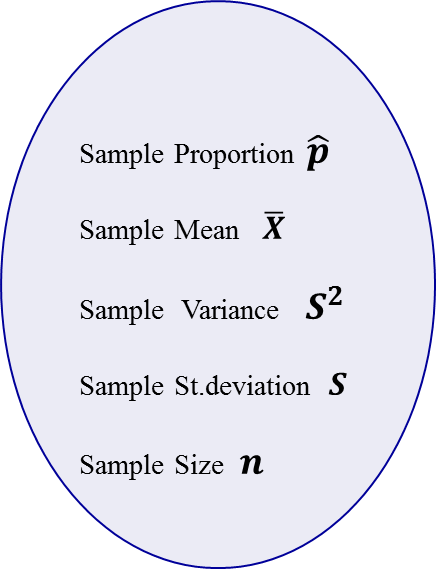 Sample Proportion p̂
Sample Mean X̄
Sample Variance S²
Sample St.deviation S
Sample Size n